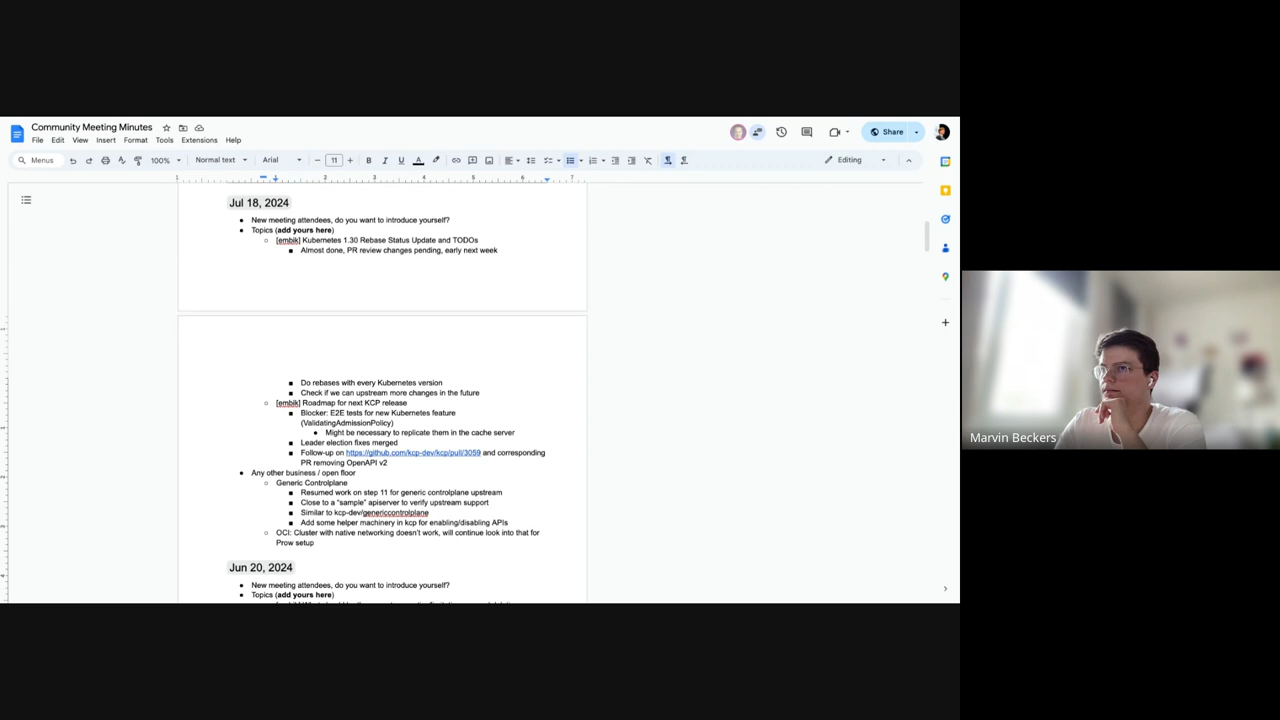 Community Meeting Minutes
File Edit View Insert Format Tools Extensions Help
Share
Menus 100% Normal text Arial 11 Editing
1 1 2 3 4 5 6 7
Jul 18, 2024
● New meeting attendees, do you want to introduce yourself?
● Topics (add yours here)
○ [embik] Kubernetes 1.30 Rebase Status Update and TODOs
■ Almost done, PR review changes pending, early next week
■ Do rebases with every Kubernetes version
■ Check if we can upstream more changes in the future
○ [embik] Roadmap for next KCP release
■ Blocker: E2E tests for new Kubernetes feature
(ValidatingAdmissionPolicy)
● Might be necessary to replicate them in the cache server
■ Leader election fixes merged
■ Follow-up on https://github.com/kcp-dev/kcp/pull/3059 and corresponding
PR removing OpenAPI v2
● Any other business / open floor
○ Generic Controlplane
■ Resumed work on step 11 for generic controlplane upstream
■ Close to a “sample” apiserver to verify upstream support
■ Similar to kcp-dev/genericcontrolplane
■ Add some helper machinery in kcp for enabling/disabling APIs
○ OCI: Cluster with native networking doesn't work, will continue look into that for
Prow setup
Jun 20, 2024
● New meeting attendees, do you want to introduce yourself?
● Topics (add yours here)
Marvin Beckers